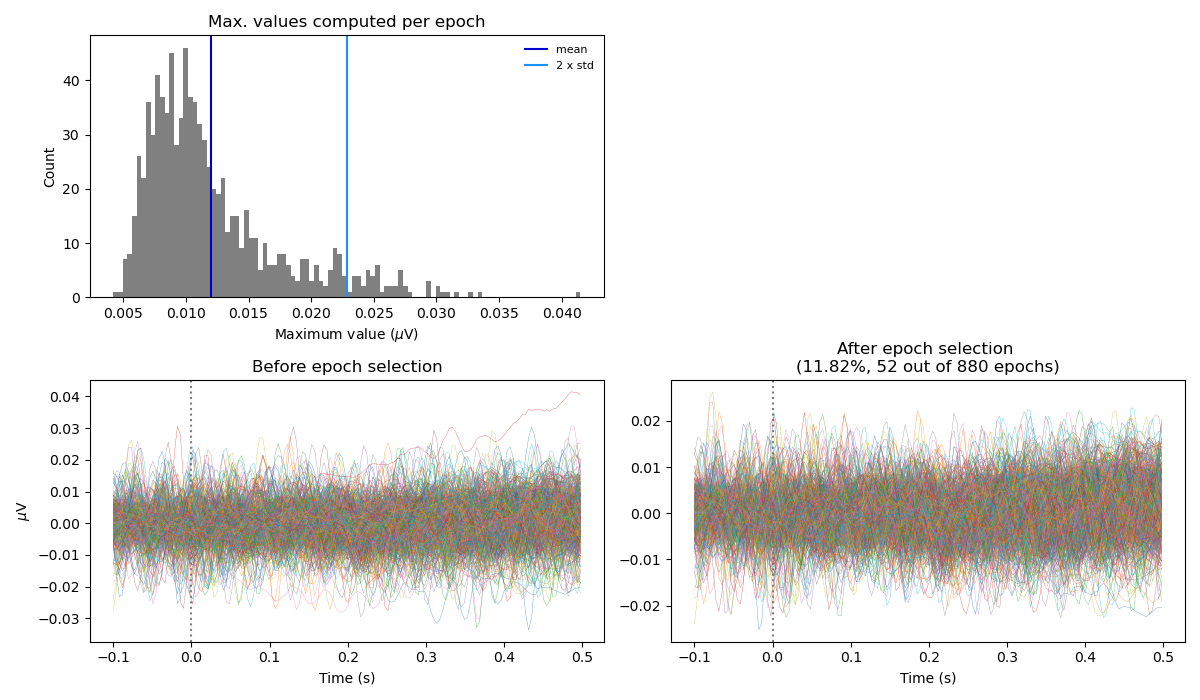 Max. values computed per epoch
mean
2 x std
Count
40
30
20
10
0
0.005 0.010 0.015 0.020 0.025 0.030 0.035 0.040
Maximum value (μV)
Before epoch selection
μV
0.04
0.03
0.02
0.01
0.00
−0.01
−0.02
−0.03
−0.1 0.0 0.1 0.2 0.3 0.4 0.5
Time (s)
After epoch selection
(11.82%, 52 out of 880 epochs)
0.02
0.01
0.00
−0.01
−0.02
−0.1 0.0 0.1 0.2 0.3 0.4 0.5
Time (s)